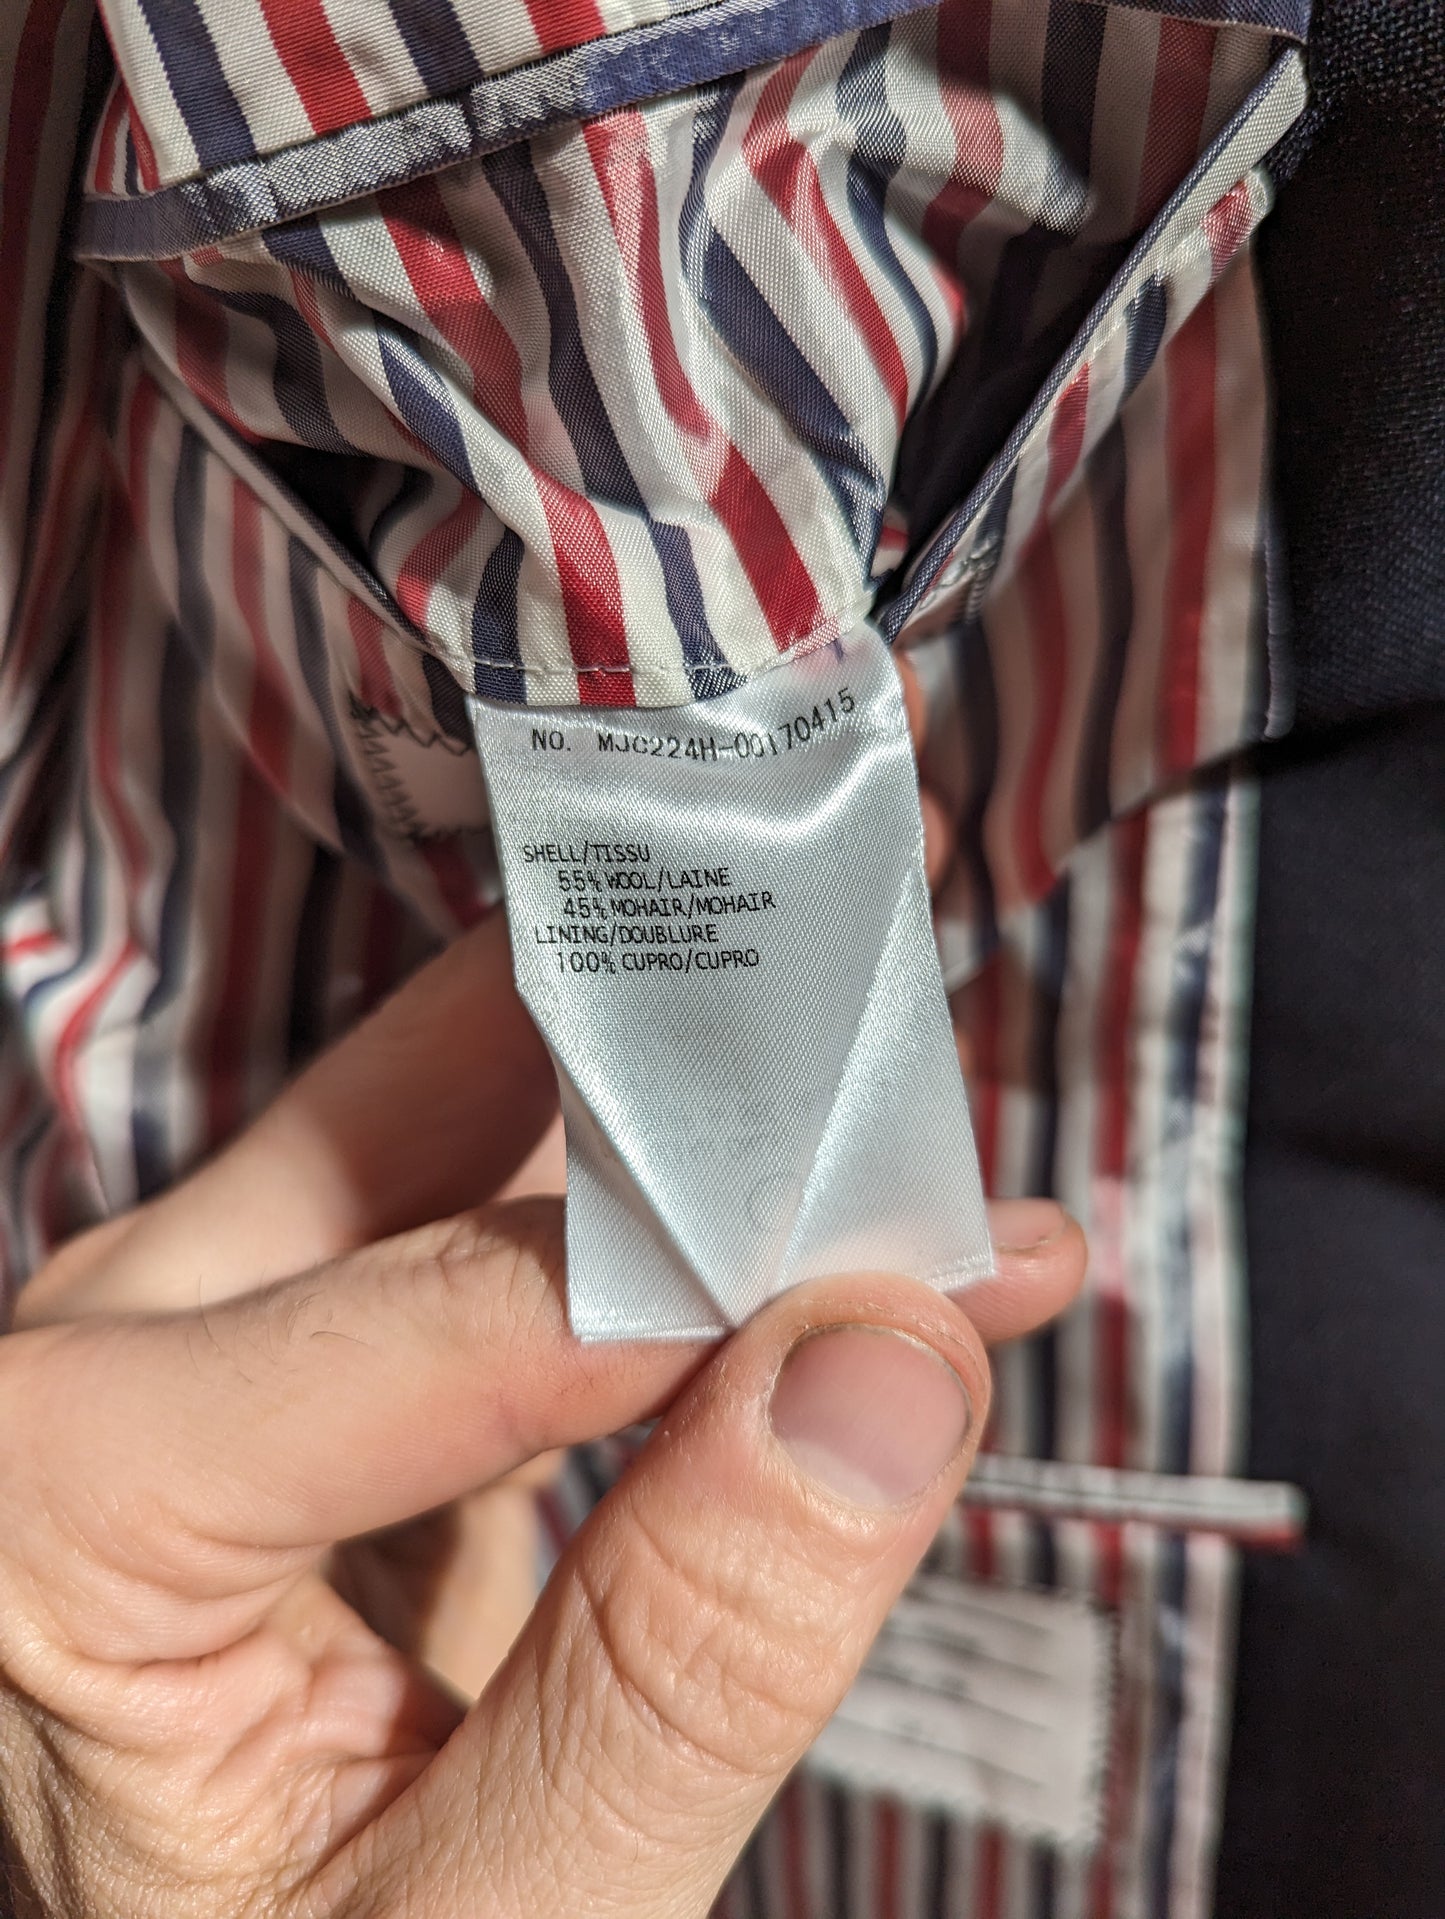 NO. MJC224H-00170415
SHELL/TISSU
55% WOOL/LAINE
45% MOHAIR/MOHAIR
LINING/DOUBLURE
100% CUPRO/CUPRO